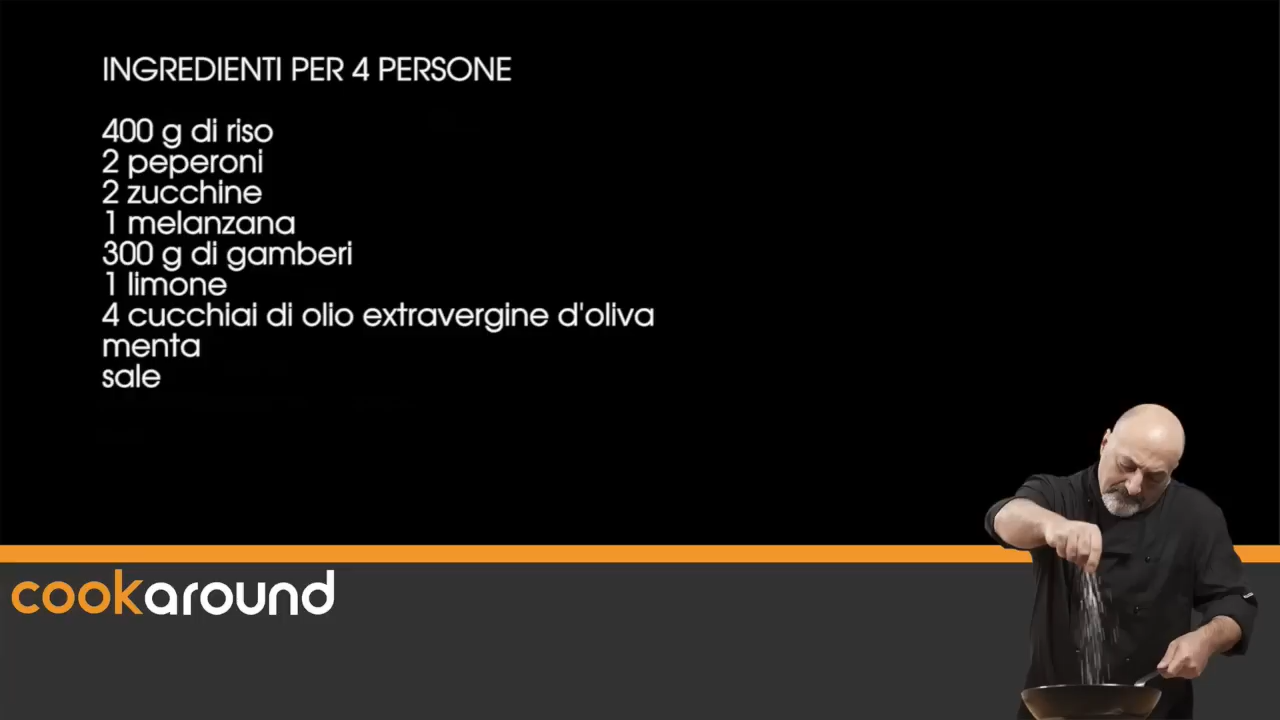 INGREDIENTI PER 4 PERSONE
400 g di riso
2 peperoni
2 zucchine
1 melanzana
300 g di gamberi
1 limone
4 cucchiai di olio extravergine d'oliva
menta
sale
cookaround